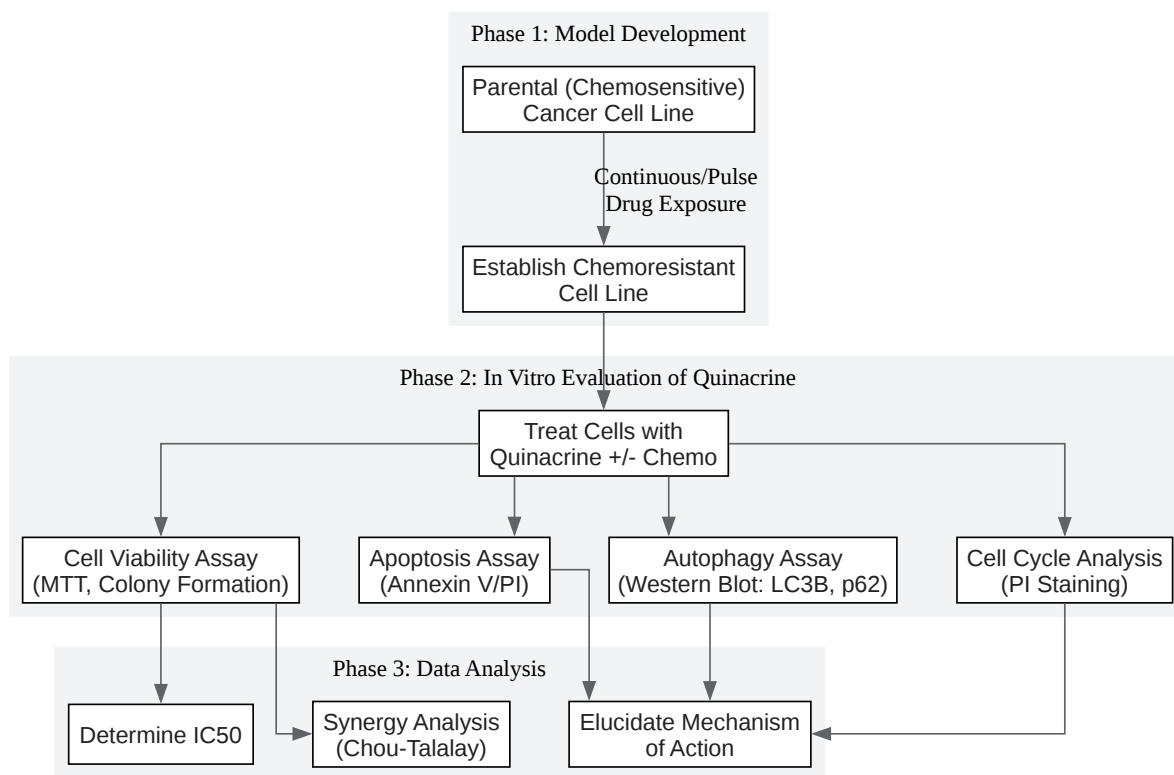 Phase 1: Model Development
Parental (Chemosensitive)
Cancer Cell Line
Continuous/Pulse
Drug Exposure
Establish Chemoresistant
Cell Line
Phase 2: In Vitro Evaluation of Quinacrine
Treat Cells with
Quinacrine +/- Chemo
Cell Viability Assay
(MTT, Colony Formation)
Apoptosis Assay
(Annexin V/PI)
Autophagy Assay
(Western Blot: LC3B, p62)
Cell Cycle Analysis
(PI Staining)
Phase 3: Data Analysis
Determine IC50
Synergy Analysis
(Chou-Talalay)
Elucidate Mechanism
of Action